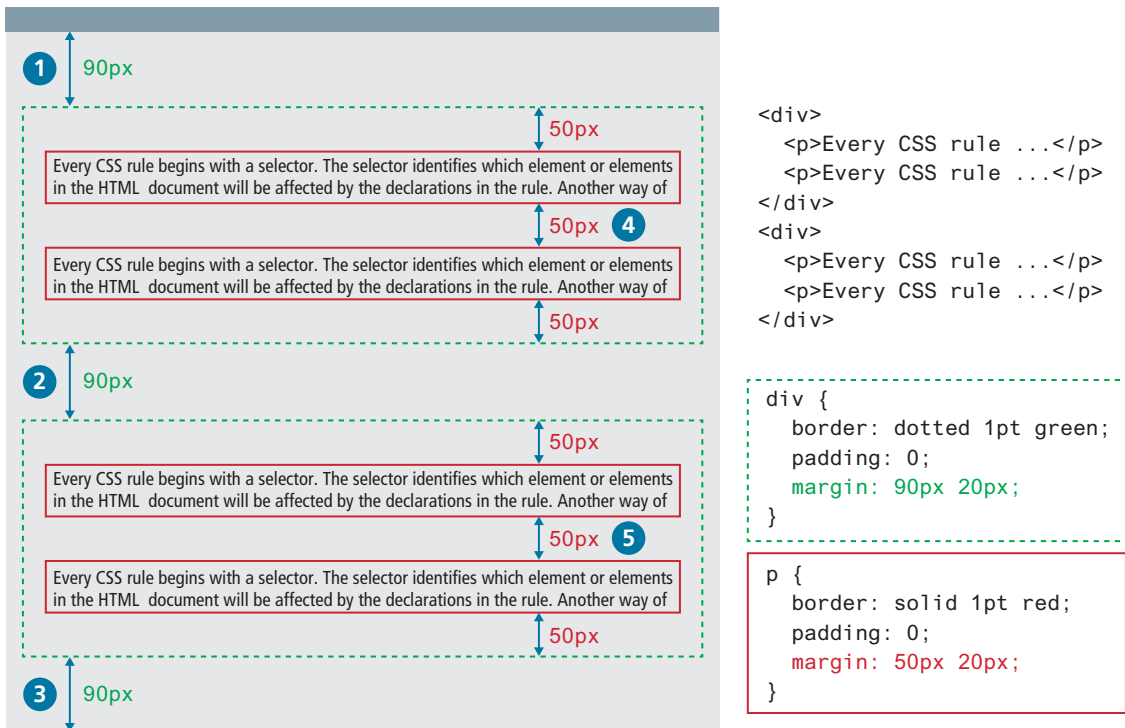 1 90px
50px
Every CSS rule begins with a selector. The selector identifies which element or elements
in the HTML document will be affected by the declarations in the rule. Another way of
50px 4
Every CSS rule begins with a selector. The selector identifies which element or elements
in the HTML document will be affected by the declarations in the rule. Another way of
50px
2 90px
50px
Every CSS rule begins with a selector. The selector identifies which element or elements
in the HTML document will be affected by the declarations in the rule. Another way of
50px 5
Every CSS rule begins with a selector. The selector identifies which element or elements
in the HTML document will be affected by the declarations in the rule. Another way of
50px
3 90px
<div>
<p>Every CSS rule ...</p>
<p>Every CSS rule ...</p>
</div>
<div>
<p>Every CSS rule ...</p>
<p>Every CSS rule ...</p>
</div>
div {
border: dotted 1pt green;
padding: 0;
margin: 90px 20px;
}
p {
border: solid 1pt red;
padding: 0;
margin: 50px 20px;
}